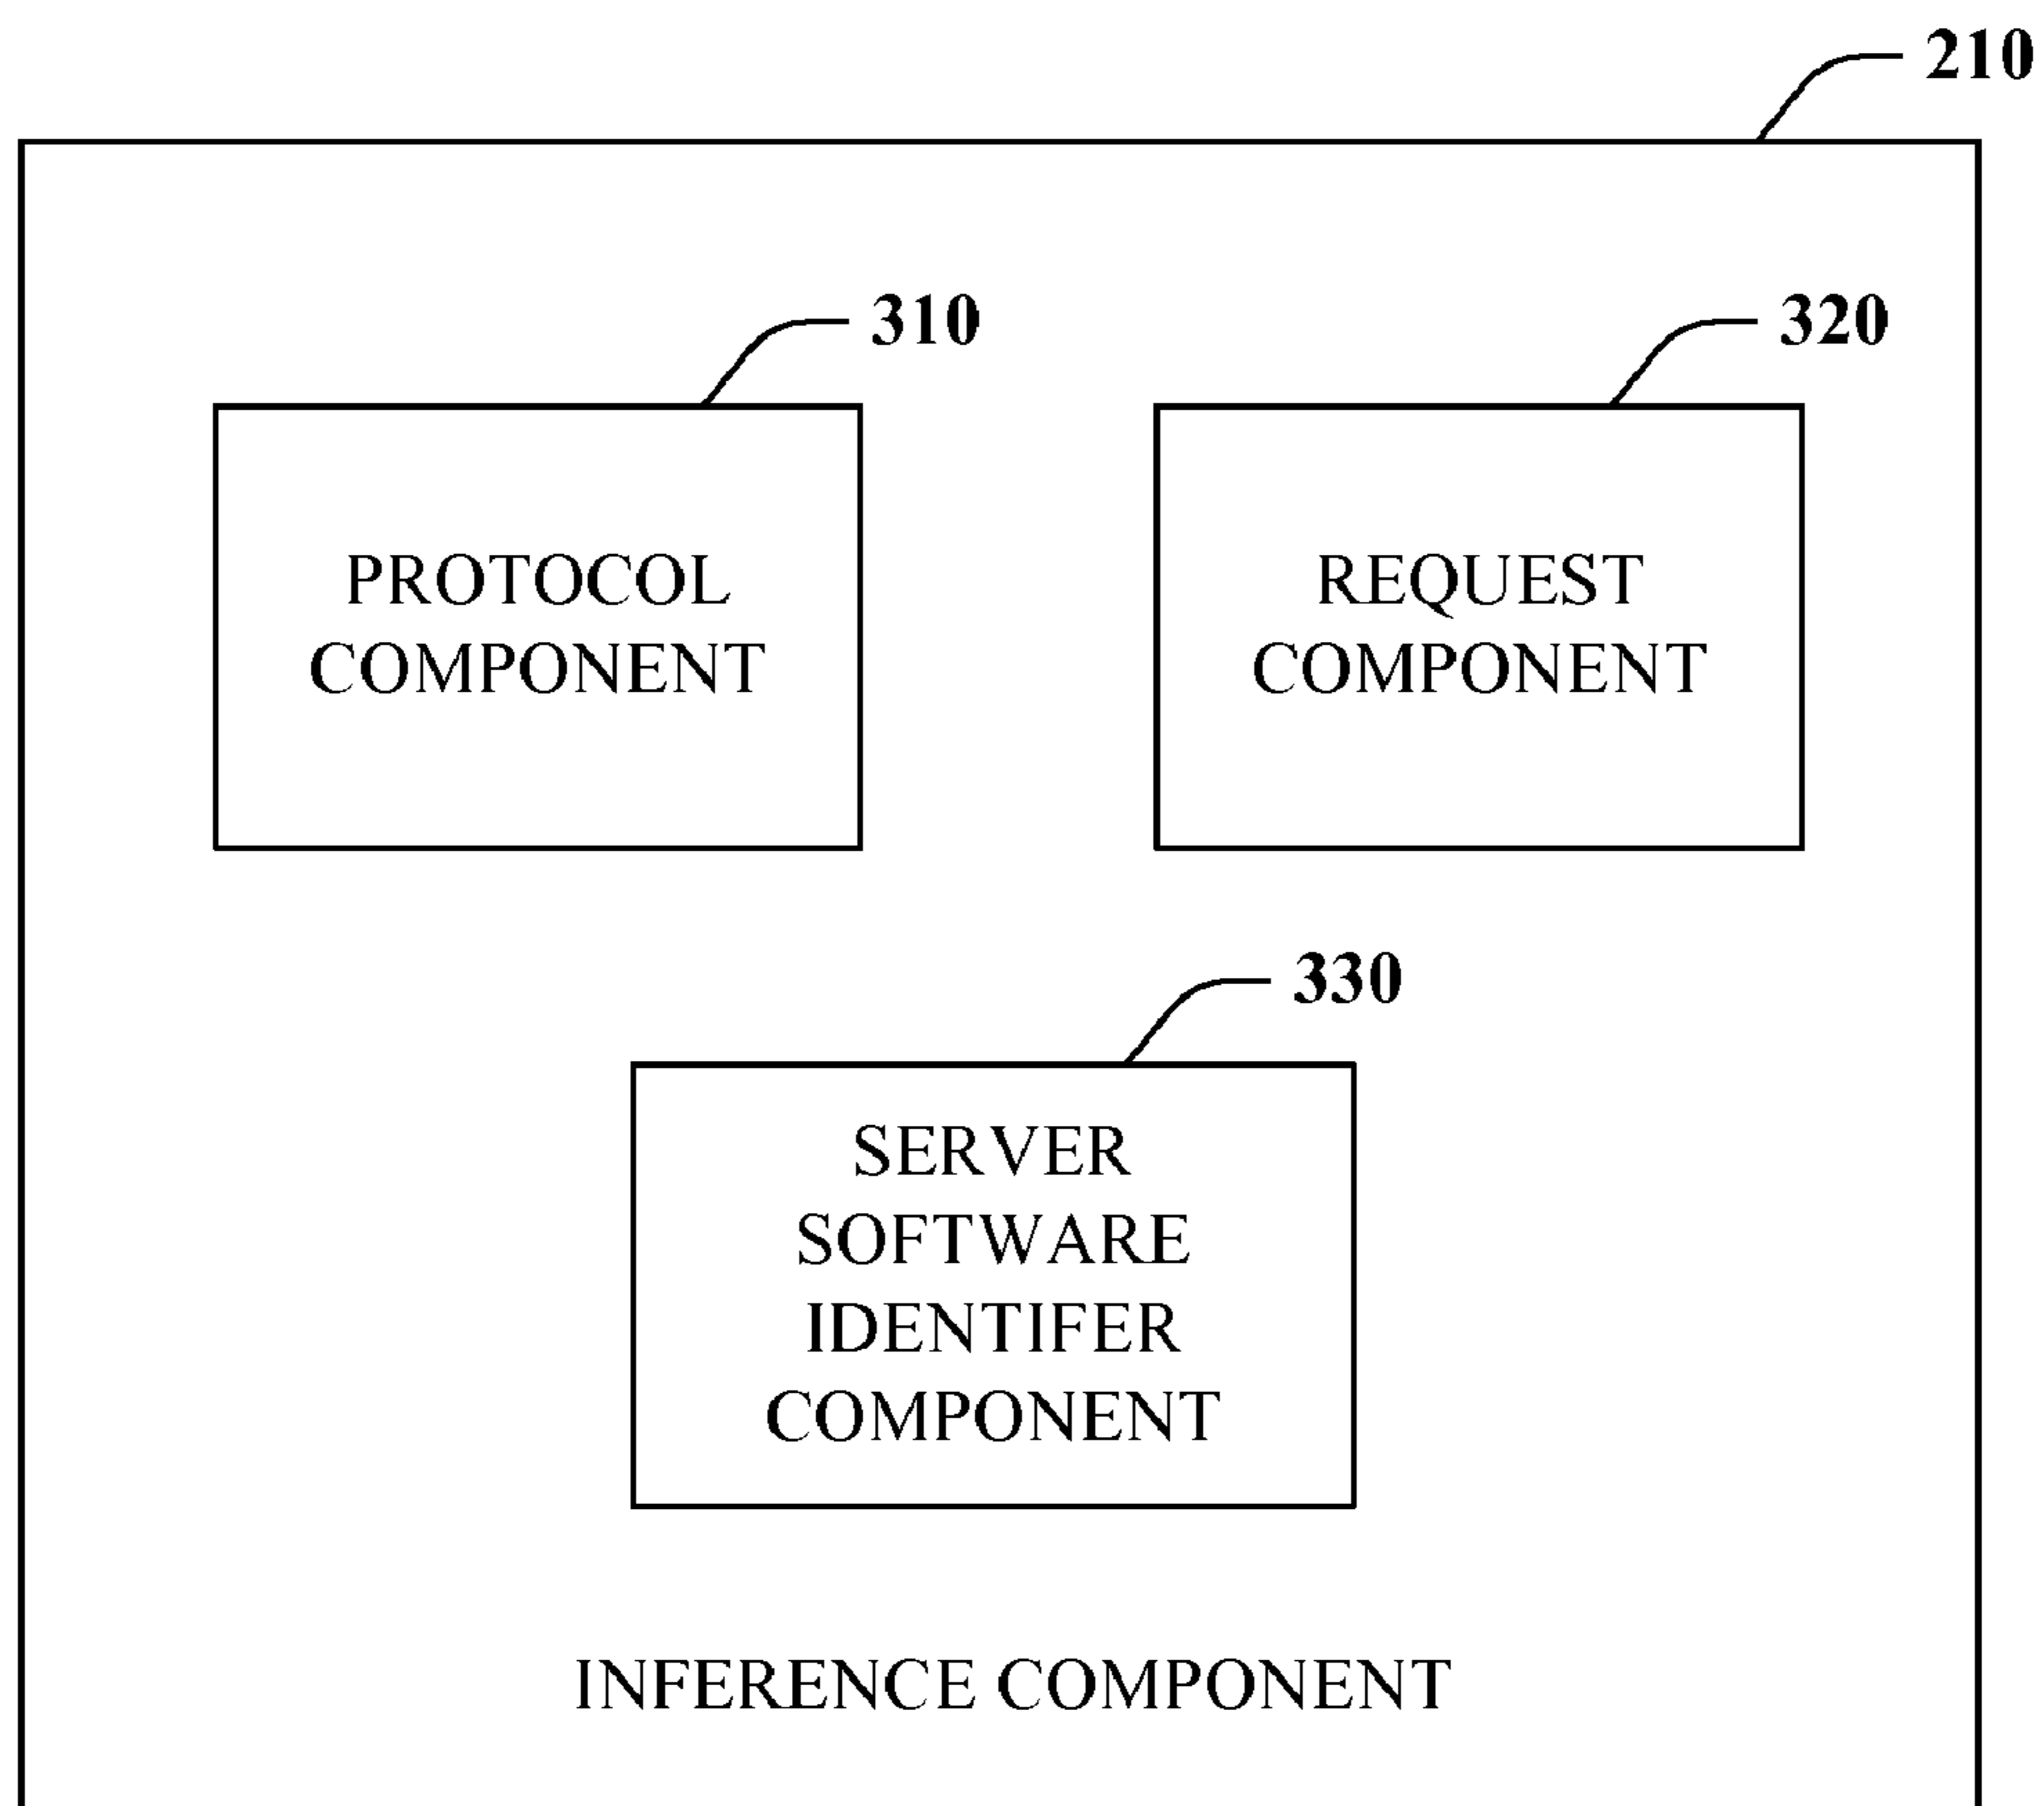 210
310
320
PROTOCOL
COMPONENT
REQUEST
COMPONENT
330
SERVER
SOFTWARE
IDENTIFER
COMPONENT
INFERENCE COMPONENT